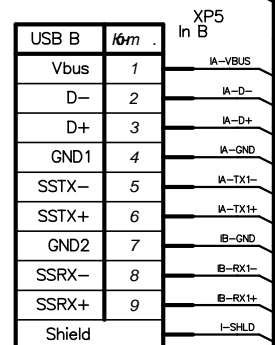 XP5
In B
USB B Конт.
Vbus 1 IA-VBUS
D- 2 IA-D-
D+ 3 IA-D+
GND1 4 IA-GND
SSTX- 5 IA-TX1-
SSTX+ 6 IA-TX1+
GND2 7 IB-GND
SSRX- 8 IB-RX1-
SSRX+ 9 IB-RX1+
Shield I-SHLD